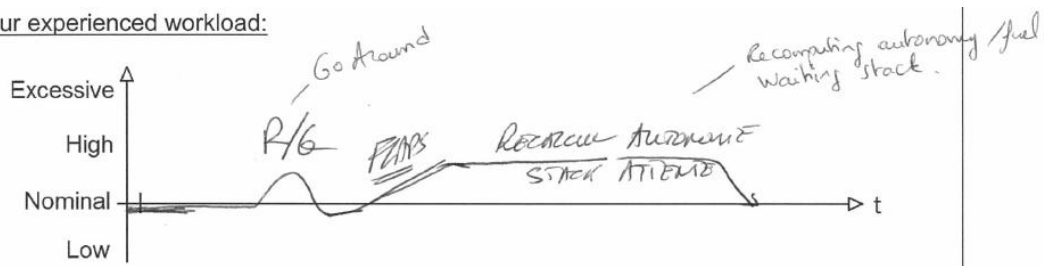 ur experienced workload:
Go Around
Recomputing autonomy / fuel
Waiting stack.
Excessive
High
Nominal
Low
R/G
FLAPS
RECALCUL AUTONOMIE
STACK ATTENTE
t